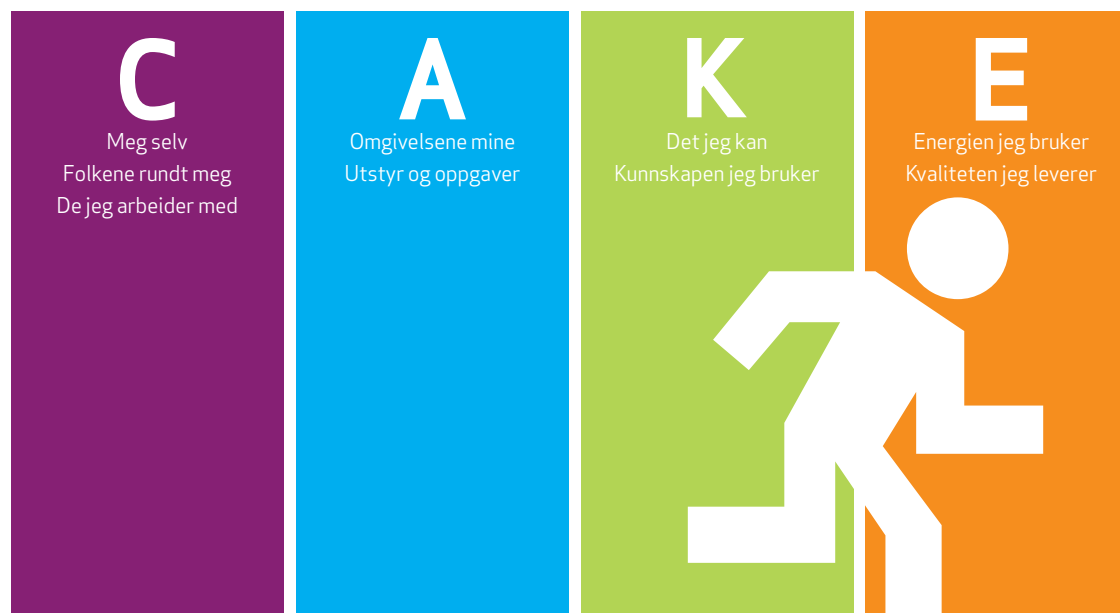 C
Meg selv
Folkene rundt meg
De jeg arbeider med
A
Omgivelsene mine
Utstyr og oppgaver
K
Det jeg kan
Kunnskapen jeg bruker
E
Energien jeg bruker
Kvaliteten jeg leverer